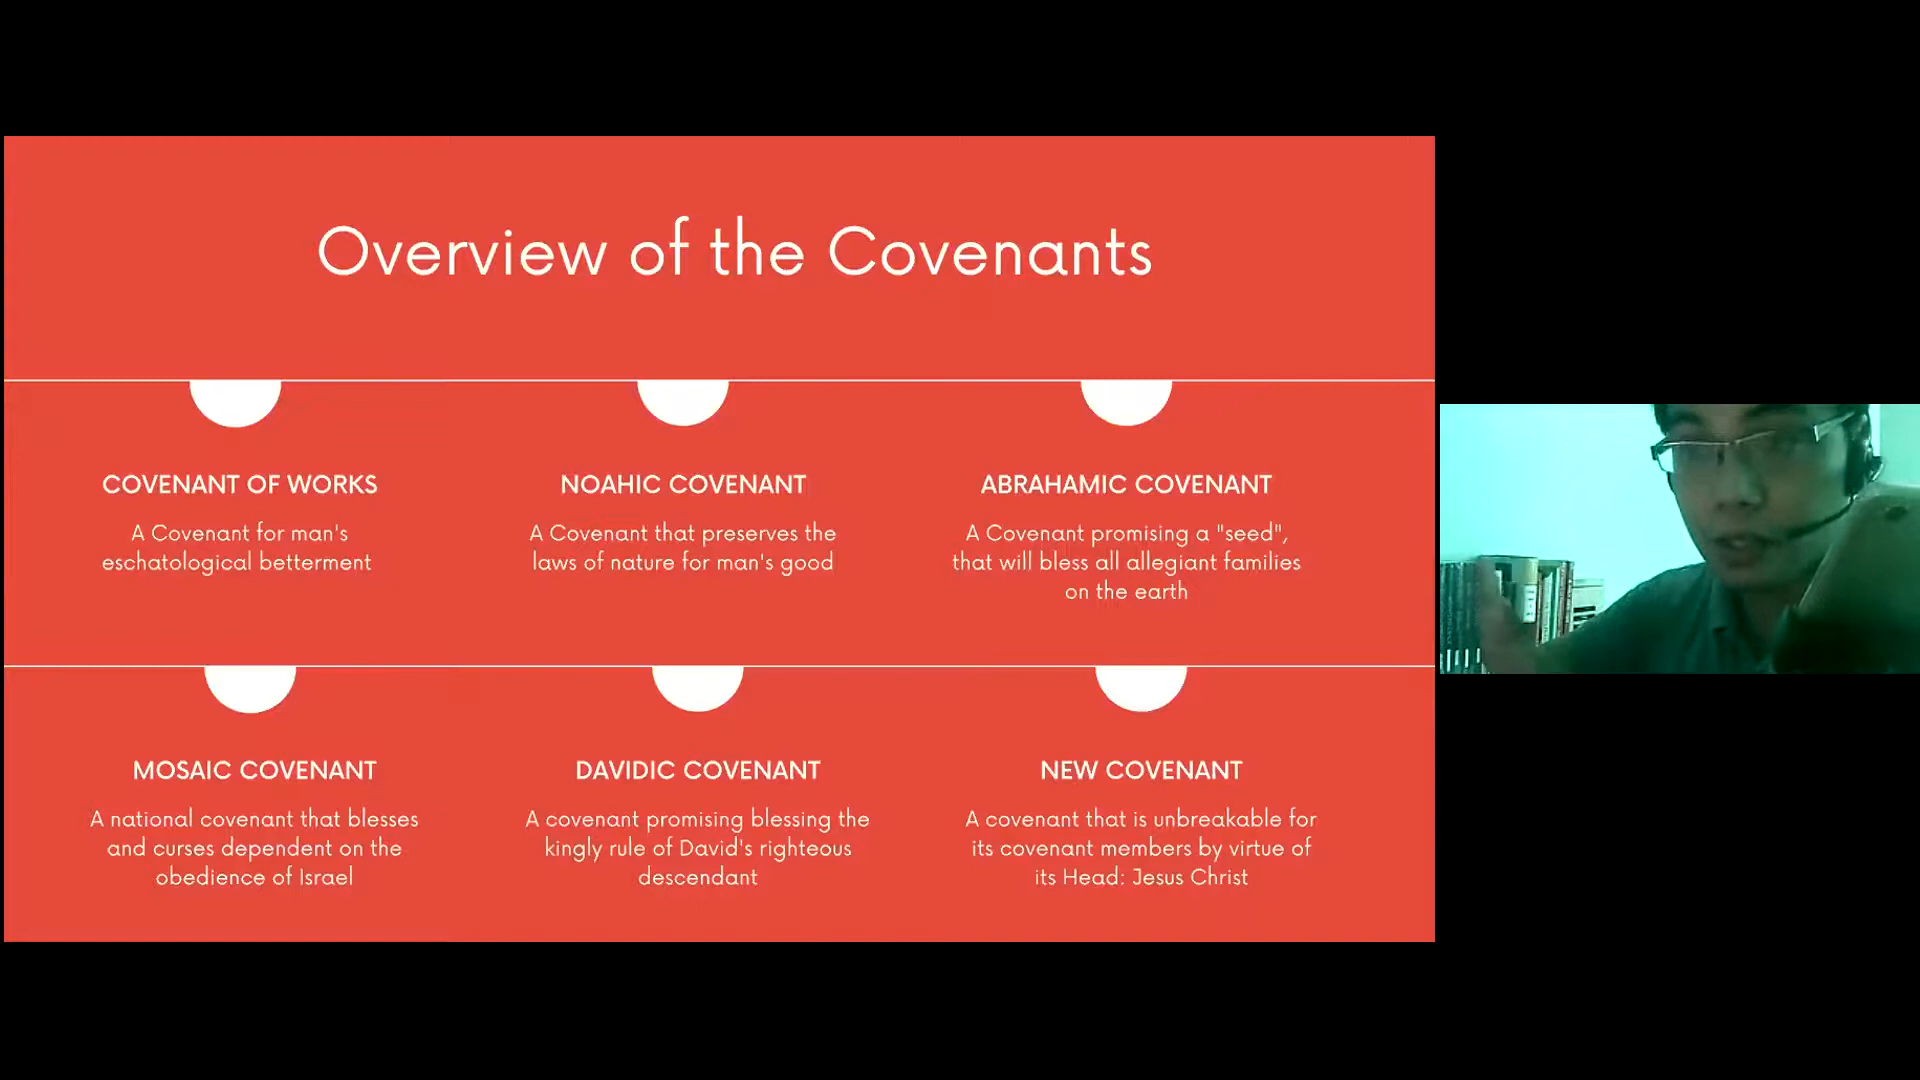 Overview of the Covenants
COVENANT OF WORKS
A Covenant for man's
eschatological betterment
NOAHIC COVENANT
A Covenant that preserves the
laws of nature for man's good
ABRAHAMIC COVENANT
A Covenant promising a "seed",
that will bless all allegiant families
on the earth
MOSAIC COVENANT
A national covenant that blesses
and curses dependent on the
obedience of Israel
DAVIDIC COVENANT
A covenant promising blessing the
kingly rule of David's righteous
descendant
NEW COVENANT
A covenant that is unbreakable for
its covenant members by virtue of
its Head: Jesus Christ